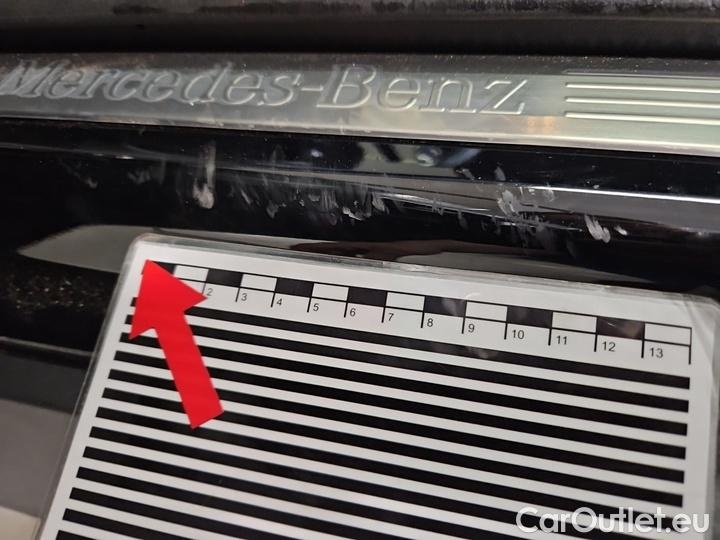 Mercedes-Benz
2 3 4 5 6 7 8 9 10 11 12 13
CarOutlet.eu